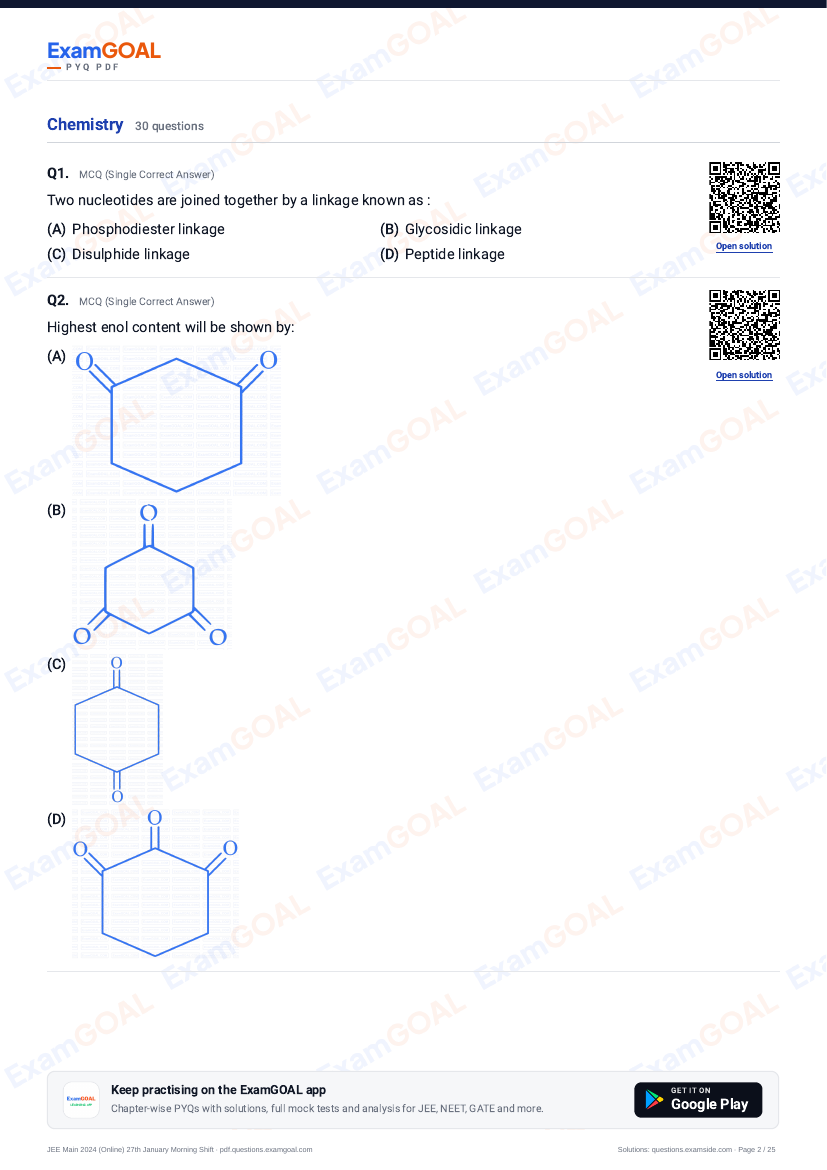 ExamGOAL
PYQ PDF
Chemistry 30 questions
Q1. MCQ (Single Correct Answer)
Two nucleotides are joined together by a linkage known as :
(A) Phosphodiester linkage (B) Glycosidic linkage
(C) Disulphide linkage (D) Peptide linkage
Open solution
Q2. MCQ (Single Correct Answer)
Highest enol content will be shown by:
Open solution
(A)
O O
(B)
O
O O
(C)
O
O
(D)
O
O O
Keep practising on the ExamGOAL app
Chapter-wise PYQs with solutions, full mock tests and analysis for JEE, NEET, GATE and more.
GET IT ON
Google Play
JEE Main 2024 (Online) 27th January Morning Shift · pdf.questions.examgoal.com Solutions: questions.examside.com · Page 2 / 25